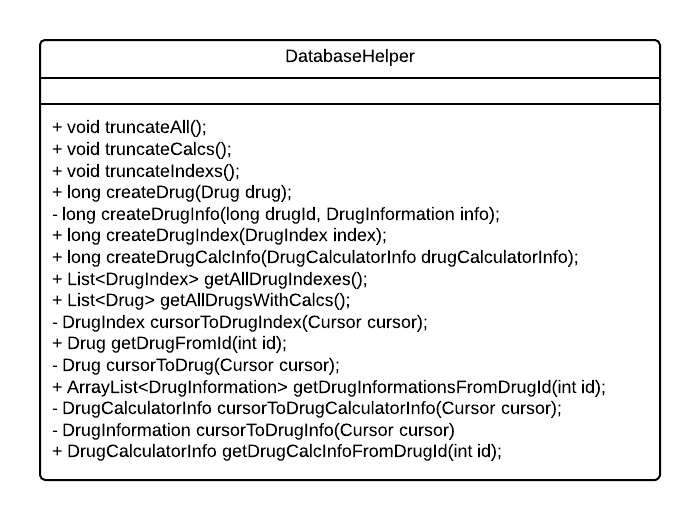 DatabaseHelper
+ void truncateAll();
+ void truncateCalcs();
+ void truncateIndexs();
+ long createDrug(Drug drug);
- long createDrugInfo(long drugId, DrugInformation info);
+ long createDrugIndex(DrugIndex index);
+ long createDrugCalcInfo(DrugCalculatorInfo drugCalculatorInfo);
+ List<DrugIndex> getAllDrugIndexes();
+ List<Drug> getAllDrugsWithCalcs();
- DrugIndex cursorToDrugIndex(Cursor cursor);
+ Drug getDrugFromId(int id);
- Drug cursorToDrug(Cursor cursor);
+ ArrayList<DrugInformation> getDrugInformationsFromDrugId(int id);
- DrugCalculatorInfo cursorToDrugCalculatorInfo(Cursor cursor);
- DrugInformation cursorToDrugInfo(Cursor cursor)
+ DrugCalculatorInfo getDrugCalcInfoFromDrugId(int id);